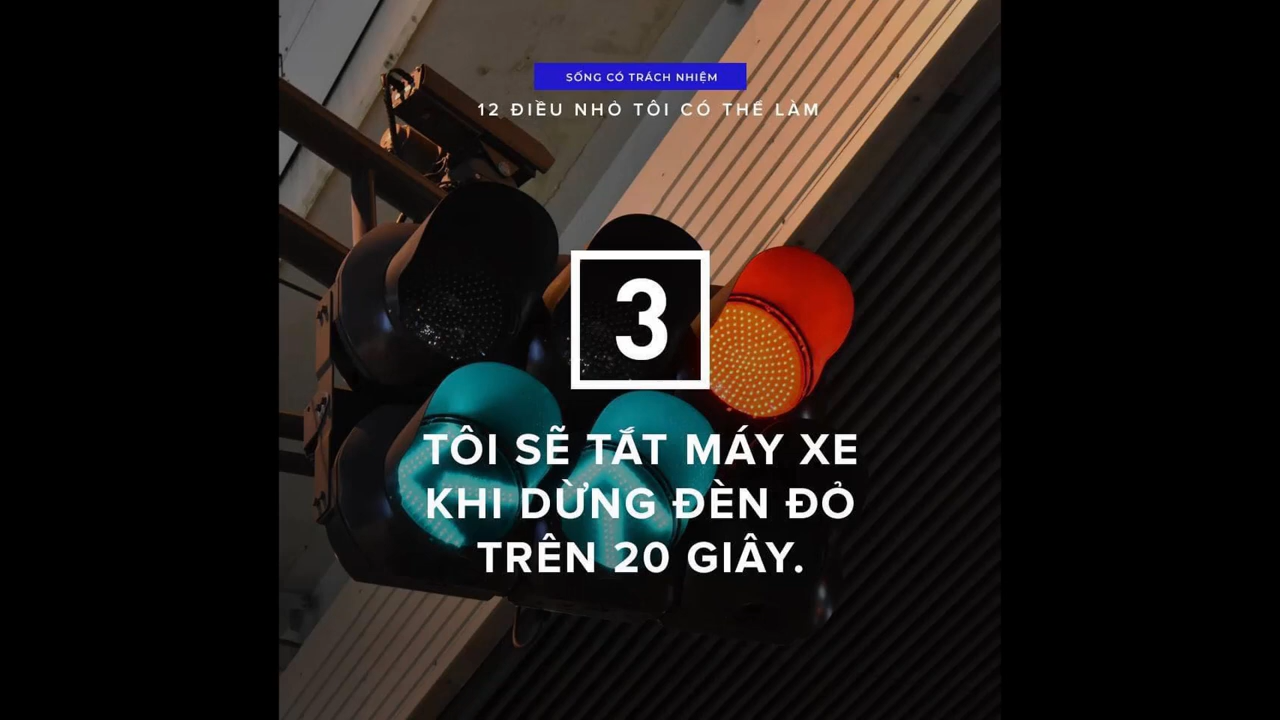 SỐNG CÓ TRÁCH NHIỆM
12 ĐIỀU NHỎ TÔI CÓ THỂ LÀM
3
TÔI SẼ TẮT MÁY XE
KHI DỪNG ĐÈN ĐỎ
TRÊN 20 GIÂY.